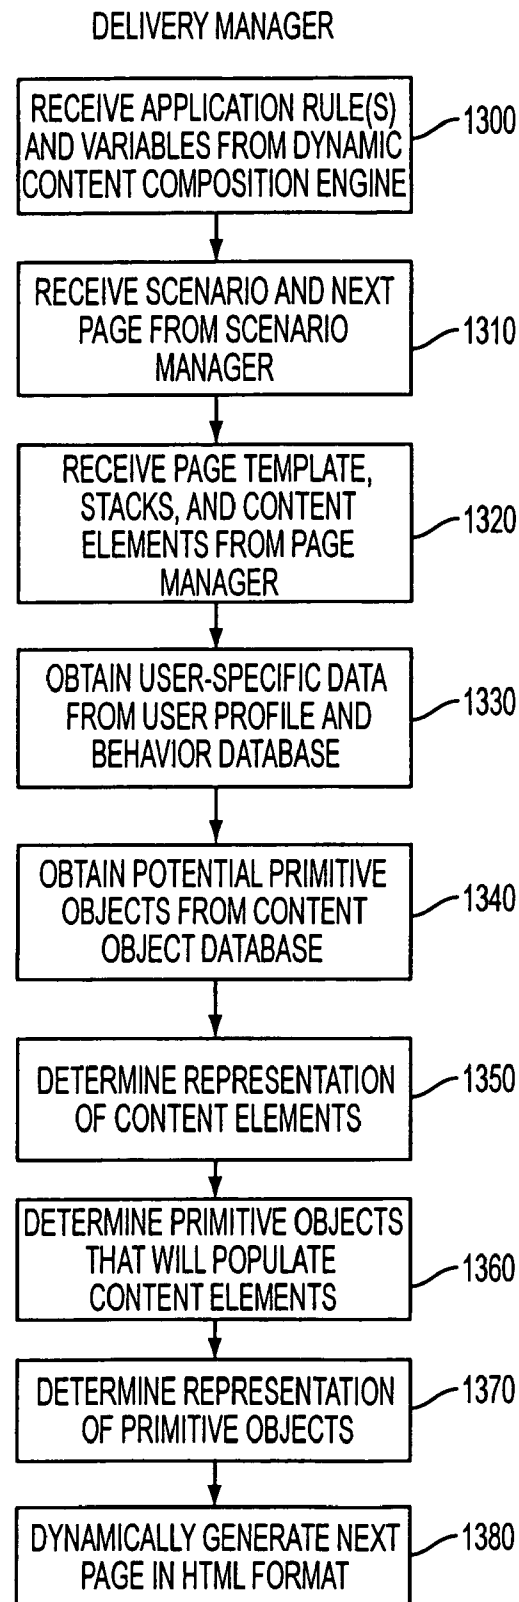 DELIVERY MANAGER
RECEIVE APPLICATION RULE(S)
AND VARIABLES FROM DYNAMIC
CONTENT COMPOSITION ENGINE
1300
RECEIVE SCENARIO AND NEXT
PAGE FROM SCENARIO
MANAGER
1310
RECEIVE PAGE TEMPLATE,
STACKS, AND CONTENT
ELEMENTS FROM PAGE
MANAGER
1320
OBTAIN USER-SPECIFIC DATA
FROM USER PROFILE AND
BEHAVIOR DATABASE
1330
OBTAIN POTENTIAL PRIMITIVE
OBJECTS FROM CONTENT
OBJECT DATABASE
1340
DETERMINE REPRESENTATION
OF CONTENT ELEMENTS
1350
DETERMINE PRIMITIVE OBJECTS
THAT WILL POPULATE
CONTENT ELEMENTS
1360
DETERMINE REPRESENTATION
OF PRIMITIVE OBJECTS
1370
DYNAMICALLY GENERATE NEXT
PAGE IN HTML FORMAT
1380